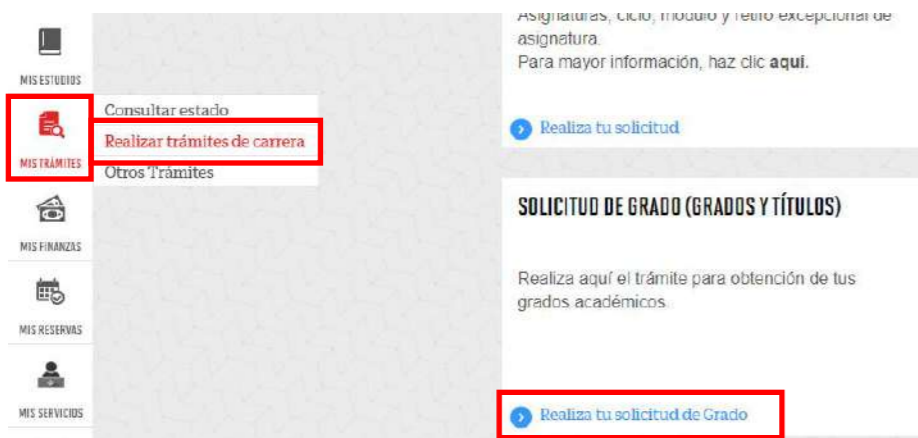 MIS ESTUDIOS
MIS TRÁMITES
MIS FINANZAS
MIS RESERVAS
MIS SERVICIOS
Consultar estado
Realizar trámites de carrera
Otros Trámites
Asignaturas, ciclo, módulo y retiro excepcional de
asignatura.
Para mayor información, haz clic aquí.
Realiza tu solicitud
SOLICITUD DE GRADO (GRADOS Y TÍTULOS)
Realiza aquí el trámite para obtención de tus
grados académicos.
Realiza tu solicitud de Grado